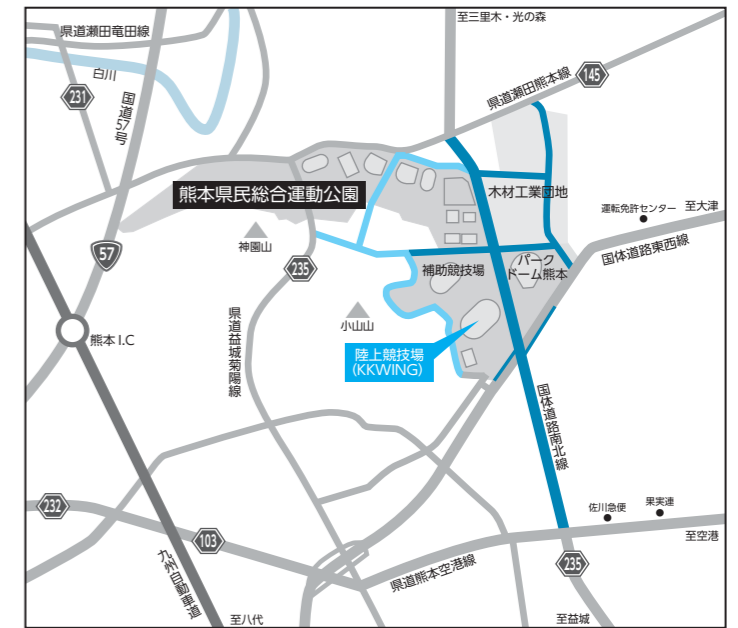 至三里木・光の森
県道瀬田竜田線
白川
231
国道57号
県道瀬田熊本線
145
熊本県民総合運動公園
木材工業団地
運転免許センター
至大津
神園山
57
235
補助競技場
パーク
ドーム熊本
国体道路東西線
小山山
熊本I.C
県道益城菊陽線
陸上競技場
(KKWING)
国体道路南北線
232
103
佐川急便
果実連
至空港
九州自動車道
県道熊本空港線
235
至八代
至益城